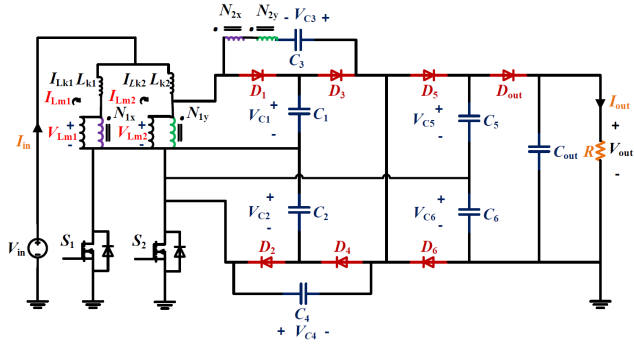 N2x N2y - VC3 +
C3
ILk1 Lk1 ILk2 Lk2
ILm1 ILm2
D1 D3 D5 Dout
N1x N1y
+ VLm1 - + VLm2 -
+ VC1 - C1
+ VC5 - C5
Iout
Iin
Cout R + Vout -
+ VC2 - C2
+ VC6 - C6
S1 S2
Vin + -
D2 D4 D6
C4
+ VC4 -